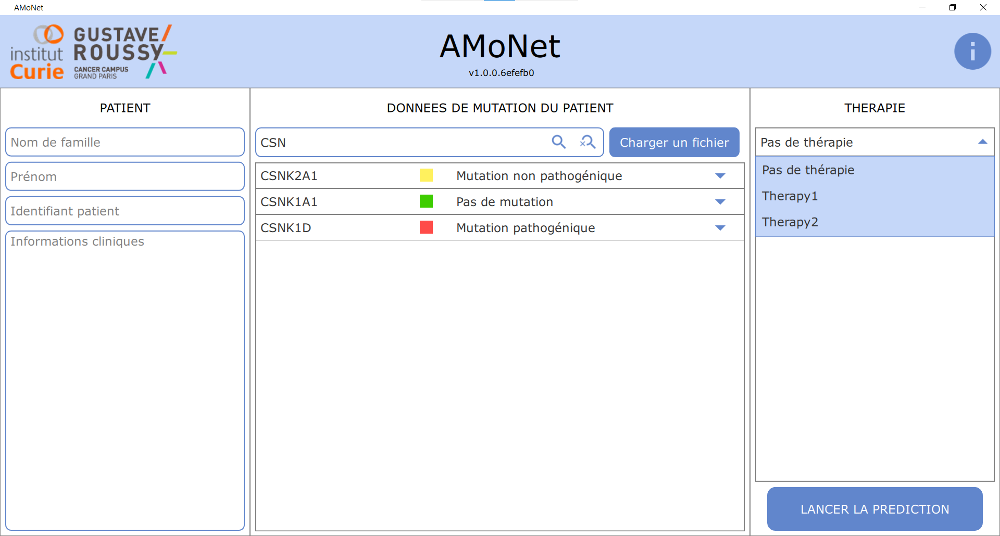 AMoNet
institut
Curie
GUSTAVE
ROUSSY
CANCER CAMPUS
GRAND PARIS
AMoNet
v1.0.0.6efefb0
i
PATIENT
Nom de famille
Prénom
Identifiant patient
Informations cliniques
DONNEES DE MUTATION DU PATIENT
CSN
Charger un fichier
CSNK2A1 Mutation non pathogénique
CSNK1A1 Pas de mutation
CSNK1D Mutation pathogénique
THERAPIE
Pas de thérapie
Pas de thérapie
Therapy1
Therapy2
LANCER LA PREDICTION